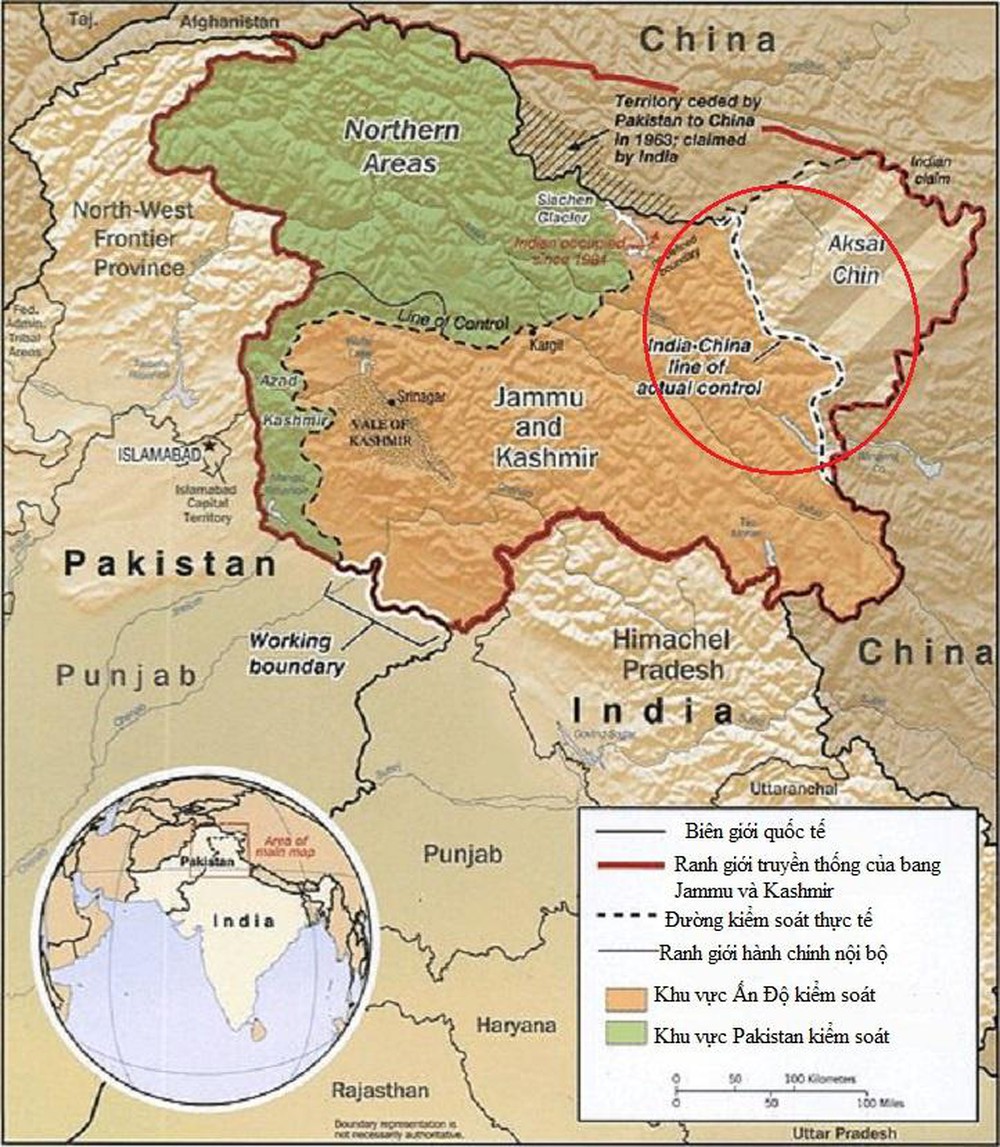 Taj.
Afghanistan
China
Territory ceded by
Pakistan to China
in 1963; claimed
by India
Northern
Areas
Indian
claim
Siachen
Glacier
Indian occupied
since 1984
boundary
North-West
Frontier
Province
Aksai
Chin
Fed.
Admin.
Tribal
Areas
Line of Control
Kargil
India-China
line of
actual control
Azad
Kashmir
Srinagar
VALE OF
KASHMIR
Jammu
and
Kashmir
ISLAMABAD
Islamabad
Capital
Territory
Pakistan
Working
boundary
Punjab
Himachel
Pradesh
China
India
Uttaranchal
Area of
main map
Pakistan
India
Punjab
Haryana
Rajasthan
Boundary representation is
not necessarily authoritative.
Biên giới quốc tế
Ranh giới truyền thống của bang
Jammu và Kashmir
Đường kiểm soát thực tế
Ranh giới hành chính nội bộ
Khu vực Ấn Độ kiểm soát
Khu vực Pakistan kiểm soát
0 50 100 Kilometers
0 50 100 Miles
Uttar Pradesh